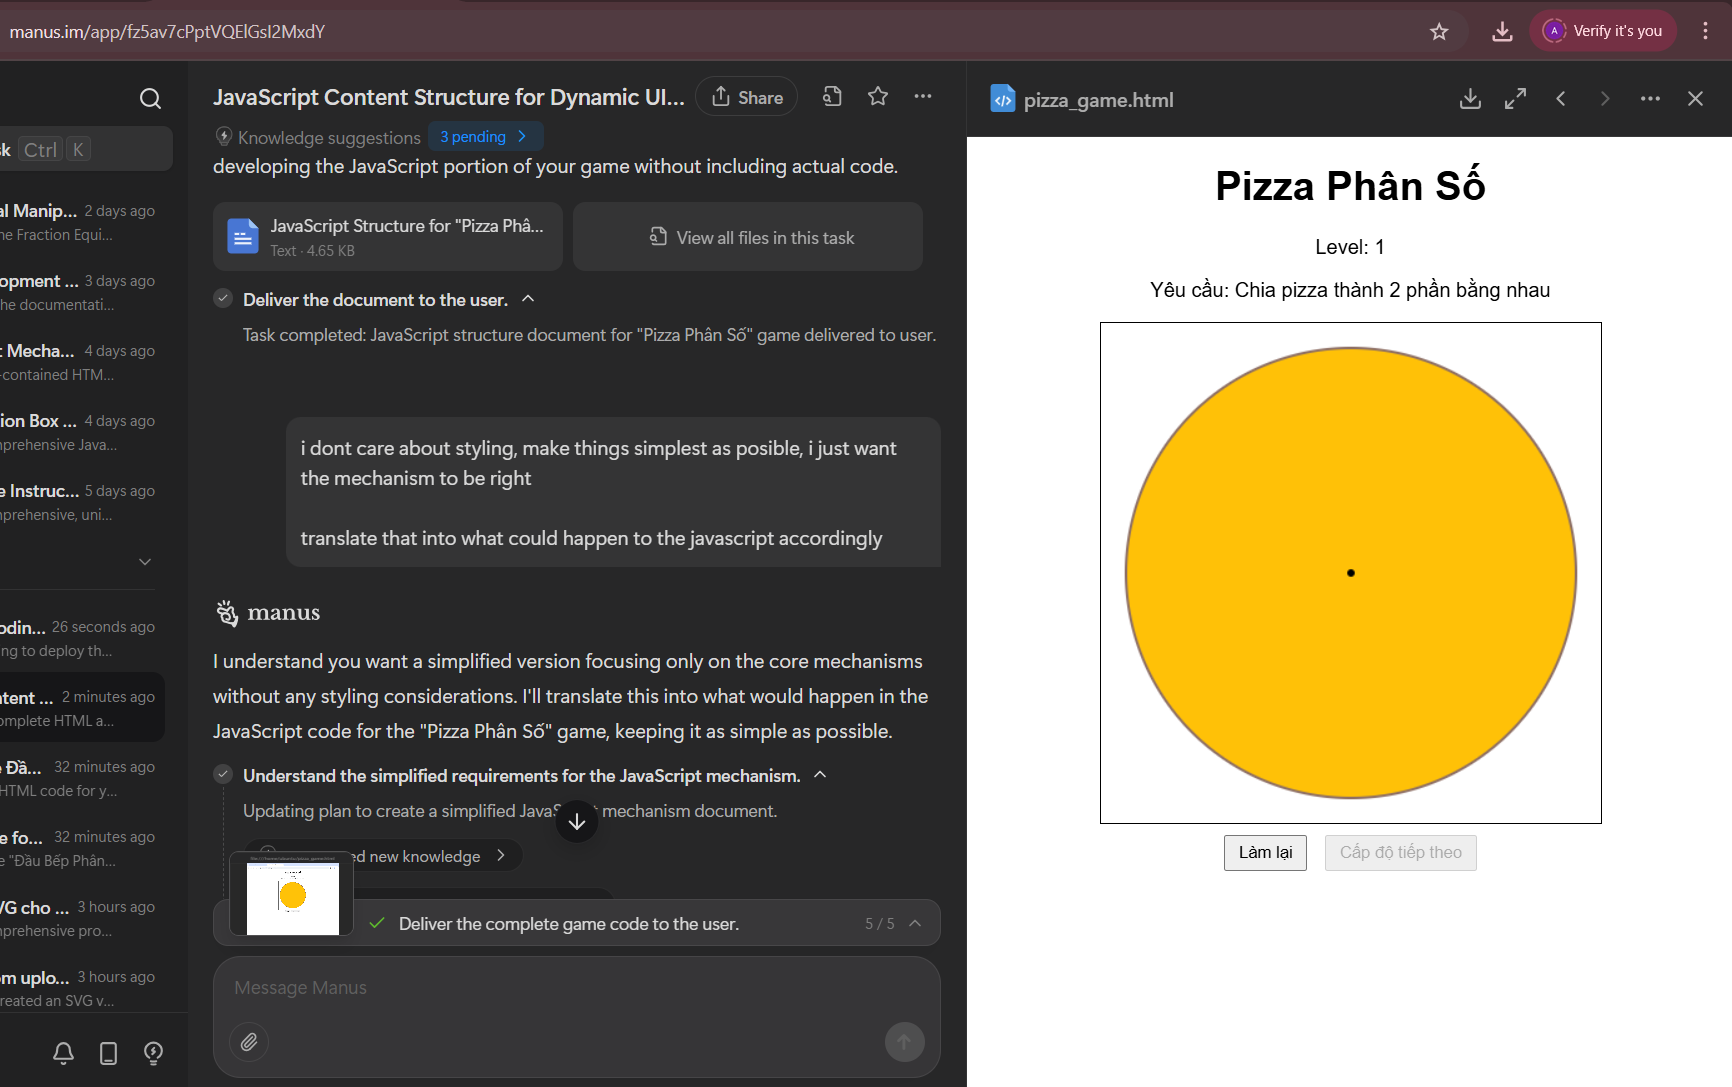 manus.im/app/fz5av7cPptVQElGsI2MxdY
Verify it's you
A
k Ctrl K
al Manip... 2 days ago
ne Fraction Equi...
opment ... 3 days ago
he documentati...
t Mecha... 4 days ago
-contained HTM...
ion Box ... 4 days ago
nprehensive Java...
e Instruc... 5 days ago
nprehensive, uni...
odin... 26 seconds ago
ng to deploy th...
ntent ... 2 minutes ago
omplete HTML a...
e Đầ... 32 minutes ago
HTML code for y...
e fo... 32 minutes ago
e "Đầu Bếp Phân...
VG cho ... 3 hours ago
nprehensive pro...
om uplo... 3 hours ago
reated an SVG v...
JavaScript Content Structure for Dynamic UI... Share
Knowledge suggestions 3 pending
developing the JavaScript portion of your game without including actual code.
JavaScript Structure for "Pizza Phâ...
Text · 4.65 KB
View all files in this task
Deliver the document to the user.
Task completed: JavaScript structure document for "Pizza Phân Số" game delivered to user.
i dont care about styling, make things simplest as posible, i just want
the mechanism to be right
translate that into what could happen to the javascript accordingly
manus
I understand you want a simplified version focusing only on the core mechanisms
without any styling considerations. I'll translate this into what would happen in the
JavaScript code for the "Pizza Phân Số" game, keeping it as simple as possible.
Understand the simplified requirements for the JavaScript mechanism.
Updating plan to create a simplified JavaSc t mechanism document.
ed new knowledge
Deliver the complete game code to the user. 5 / 5
Message Manus
pizza_game.html
Pizza Phân Số
Level: 1
Yêu cầu: Chia pizza thành 2 phần bằng nhau
Làm lại
Cấp độ tiếp theo